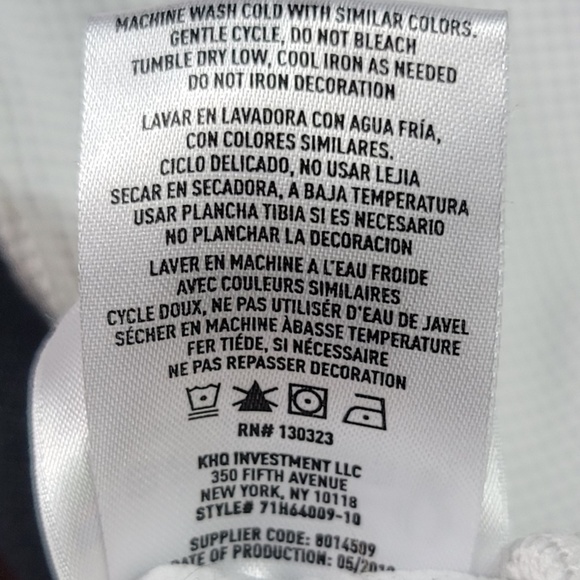 MACHINE WASH COLD WITH SIMILAR COLORS.
GENTLE CYCLE, DO NOT BLEACH
TUMBLE DRY LOW, COOL IRON AS NEEDED
DO NOT IRON DECORATION
LAVAR EN LAVADORA CON AGUA FRÍA,
CON COLORES SIMILARES.
CICLO DELICADO, NO USAR LEJIA
SECAR EN SECADORA, A BAJA TEMPERATURA
USAR PLANCHA TIBIA SI ES NECESARIO
NO PLANCHAR LA DECORACION
LAVER EN MACHINE A L'EAU FROIDE
AVEC COULEURS SIMILAIRES
CYCLE DOUX, NE PAS UTILISÉR D'EAU DE JAVEL
SÉCHER EN MACHINE ÀBASSE TEMPERATURE
FER TIÉDE, SI NÉCESSAIRE
NE PAS REPASSER DECORATION
RN# 130323
KHQ INVESTMENT LLC
350 FIFTH AVENUE
NEW YORK, NY 10118
STYLE# 71H64009-10
SUPPLIER CODE: 8014509
DATE OF PRODUCTION: